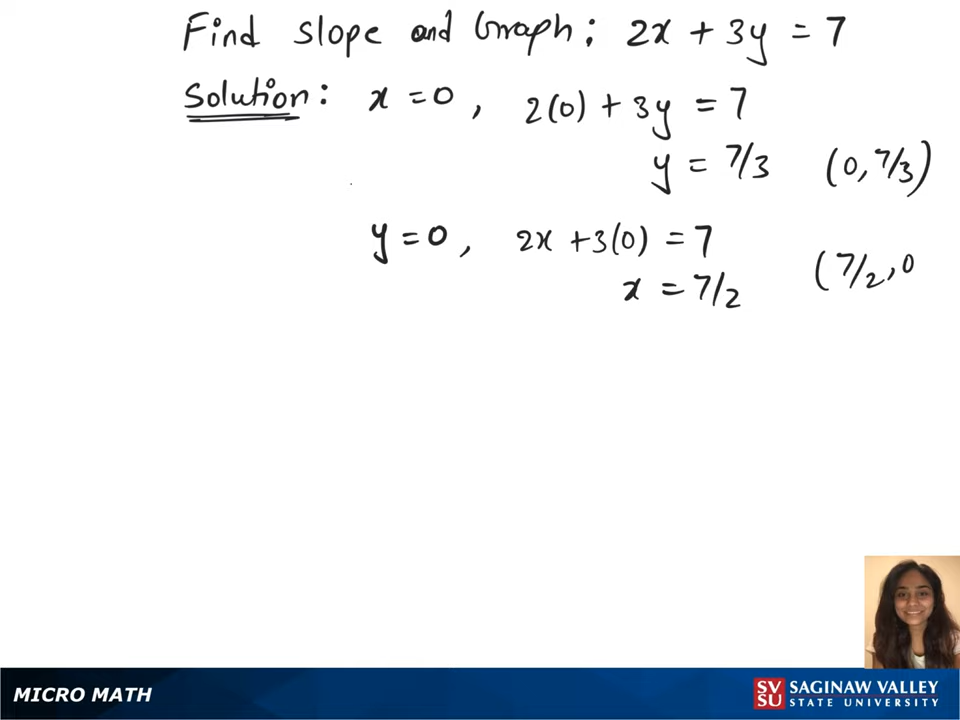 Find slope and Graph: 2x + 3y = 7
Solution: x = 0, 2(0) + 3y = 7
y = 7/3 (0, 7/3)
y = 0, 2x + 3(0) = 7
x = 7/2 (7/2, 0
MICRO MATH
SV SU SAGINAW VALLEY
STATE UNIVERSITY